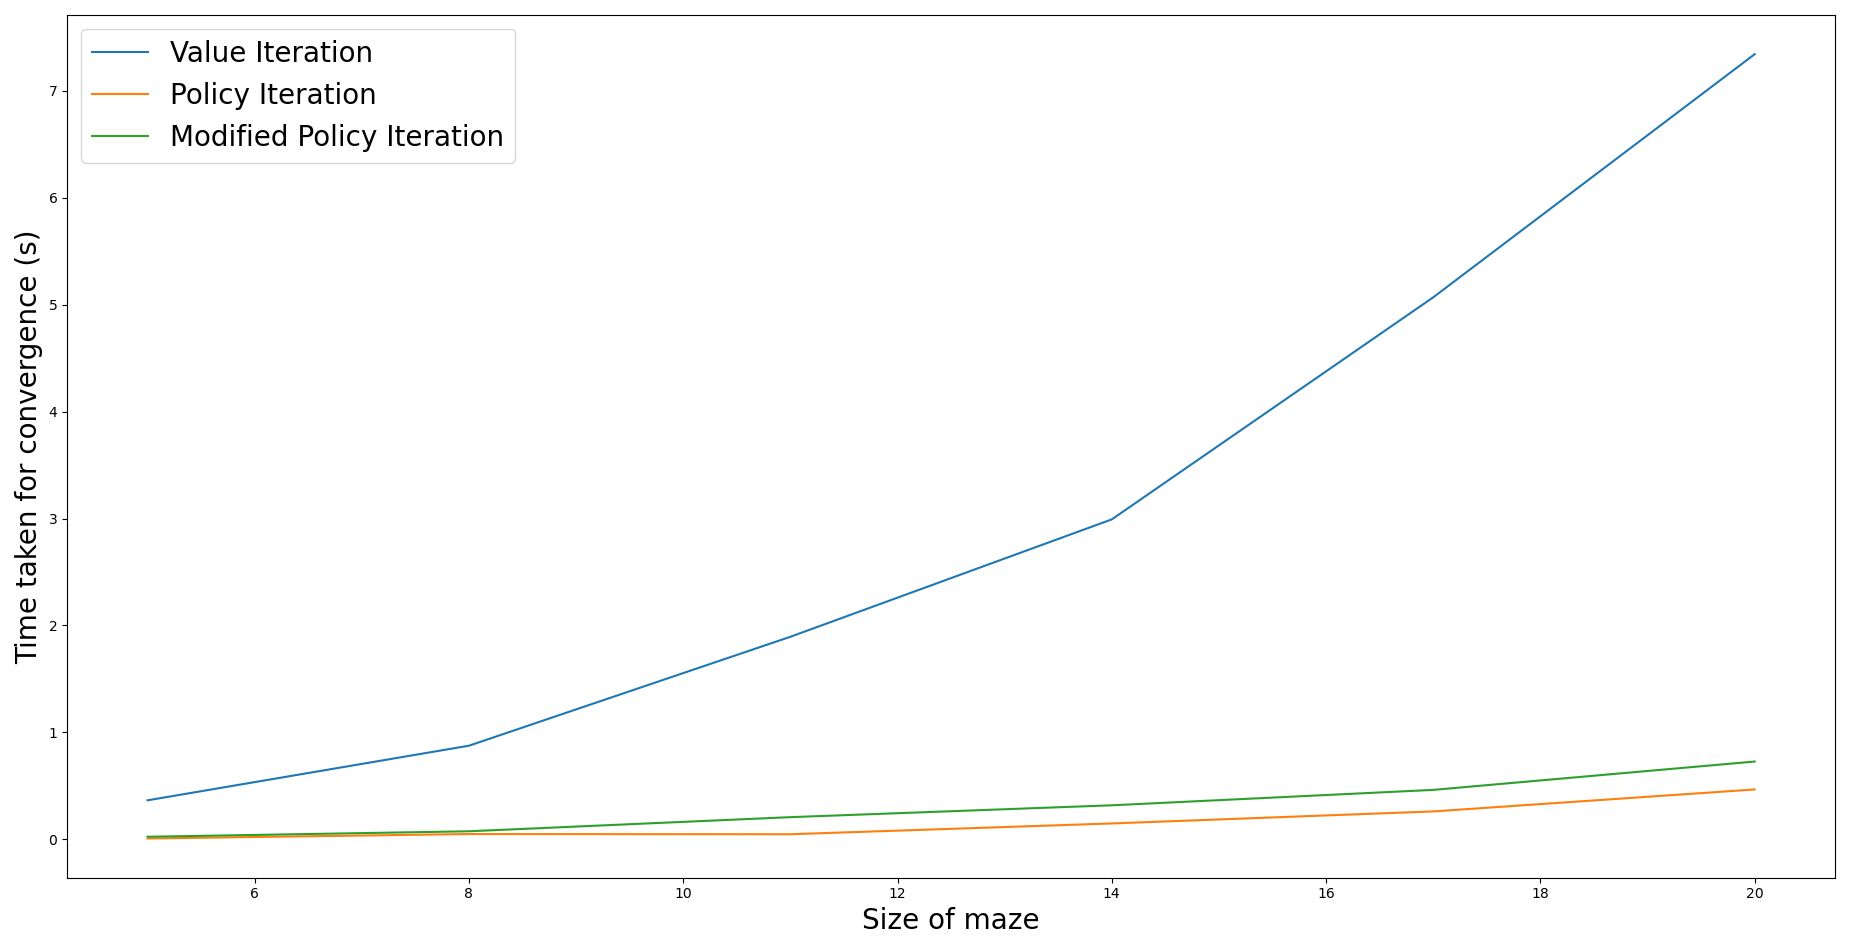 Value Iteration
Policy Iteration
Modified Policy Iteration
Time taken for convergence (s)
7
6
5
4
3
2
1
0
6 8 10 12 14 16 18 20
Size of maze